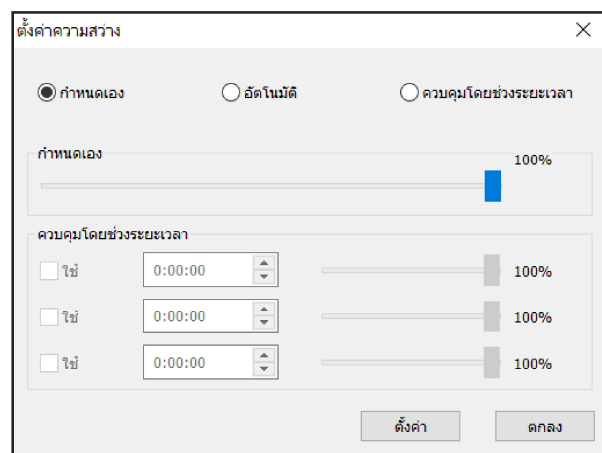 ตั้งค่าความสว่าง
กำหนดเอง อัตโนมัติ ควบคุมโดยช่วงระยะเวลา
กำหนดเอง 100%
ควบคุมโดยช่วงระยะเวลา
ใช้ 0:00:00 100%
ใช้ 0:00:00 100%
ใช้ 0:00:00 100%
ตั้งค่า ตกลง